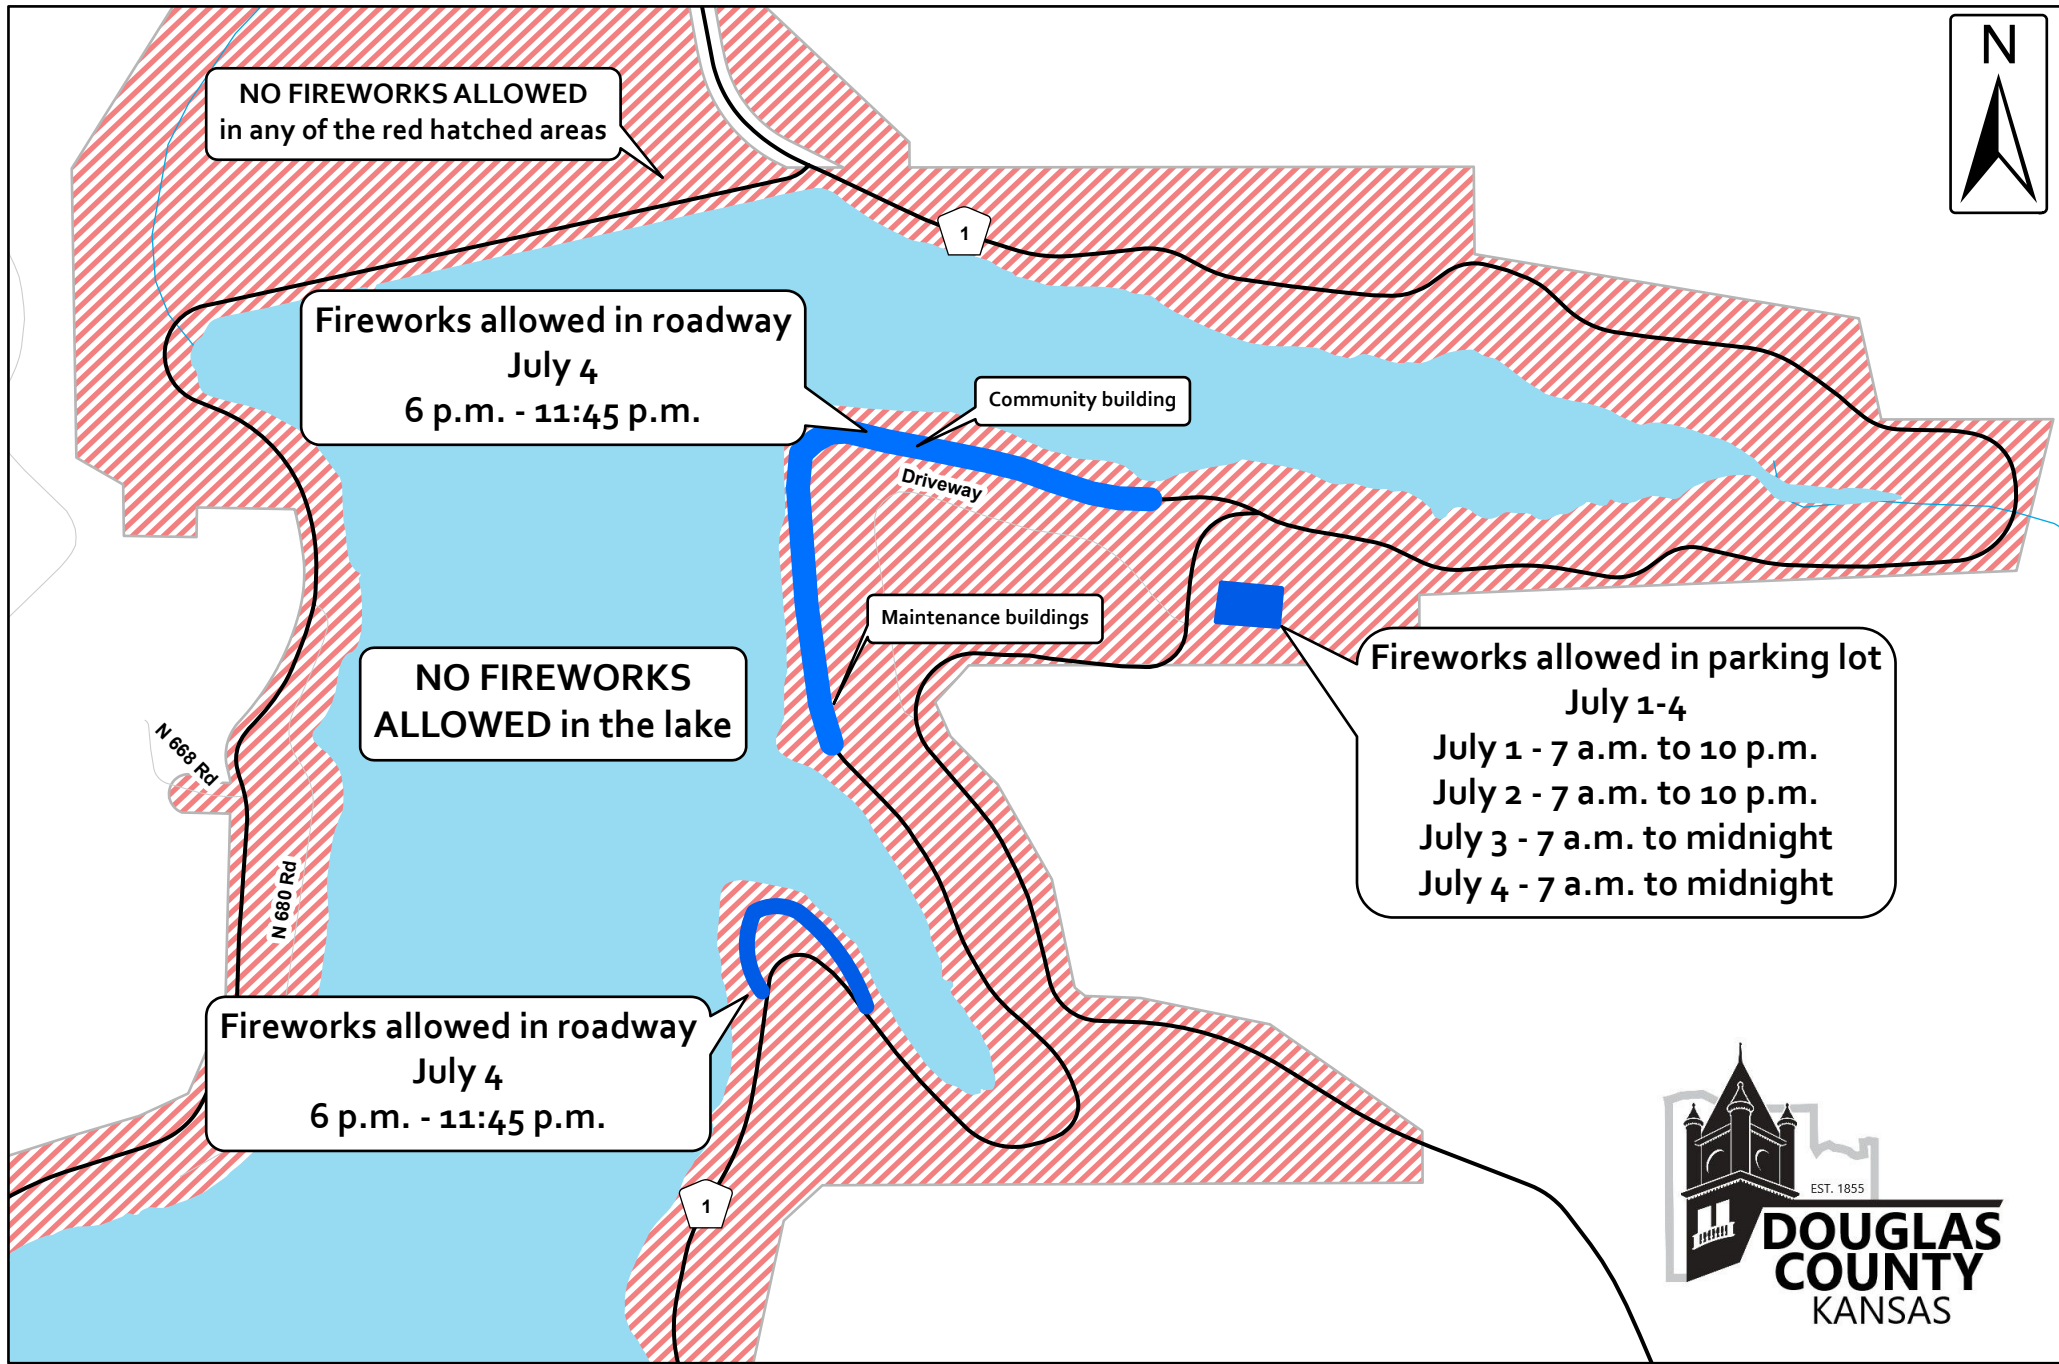 N
NO FIREWORKS ALLOWED
in any of the red hatched areas
1
Fireworks allowed in roadway
July 4
6 p.m. - 11:45 p.m.
Community building
Driveway
Maintenance buildings
NO FIREWORKS
ALLOWED in the lake
Fireworks allowed in parking lot
July 1-4
July 1 - 7 a.m. to 10 p.m.
July 2 - 7 a.m. to 10 p.m.
July 3 - 7 a.m. to midnight
July 4 - 7 a.m. to midnight
N 668 Rd
N 680 Rd
Fireworks allowed in roadway
July 4
6 p.m. - 11:45 p.m.
1
EST. 1855
DOUGLAS
COUNTY
KANSAS